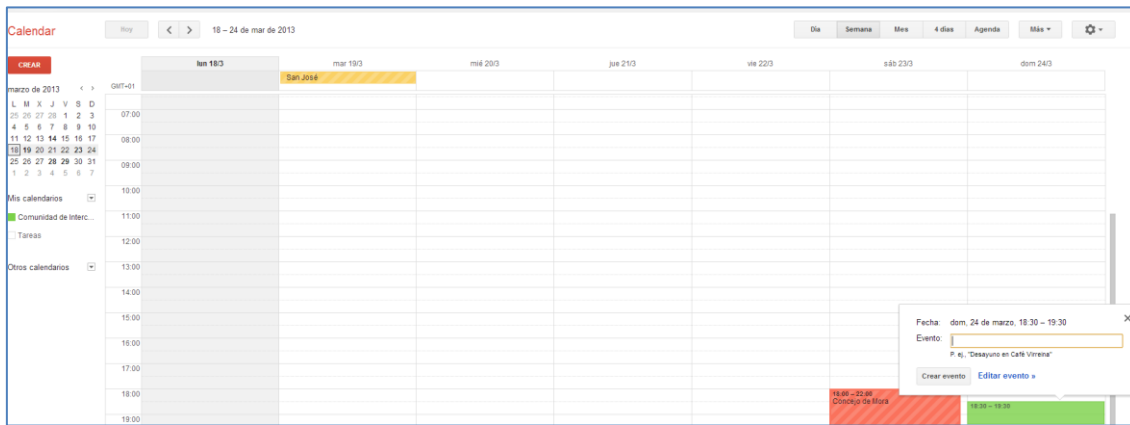 Calendar Hoy < > 18 – 24 de mar de 2013 Día Semana Mes 4 días Agenda Más
CREAR
marzo de 2013 < >
L M X J V S D
25 26 27 28 1 2 3
4 5 6 7 8 9 10
11 12 13 14 15 16 17
18 19 20 21 22 23 24
25 26 27 28 29 30 31
1 2 3 4 5 6 7
Mis calendarios
Comunidad de Interc...
Tareas
Otros calendarios
lun 18/3 mar 19/3 mié 20/3 jue 21/3 vie 22/3 sáb 23/3 dom 24/3
San José
GMT+01
07:00
08:00
09:00
10:00
11:00
12:00
13:00
14:00
15:00
16:00
17:00
18:00
19:00
18:00 – 22:00
Concejo de Mora
18:30 – 19:30
Fecha: dom, 24 de marzo, 18:30 – 19:30
Evento:
P. ej., "Desayuno en Café Virreina"
Crear evento Editar evento »